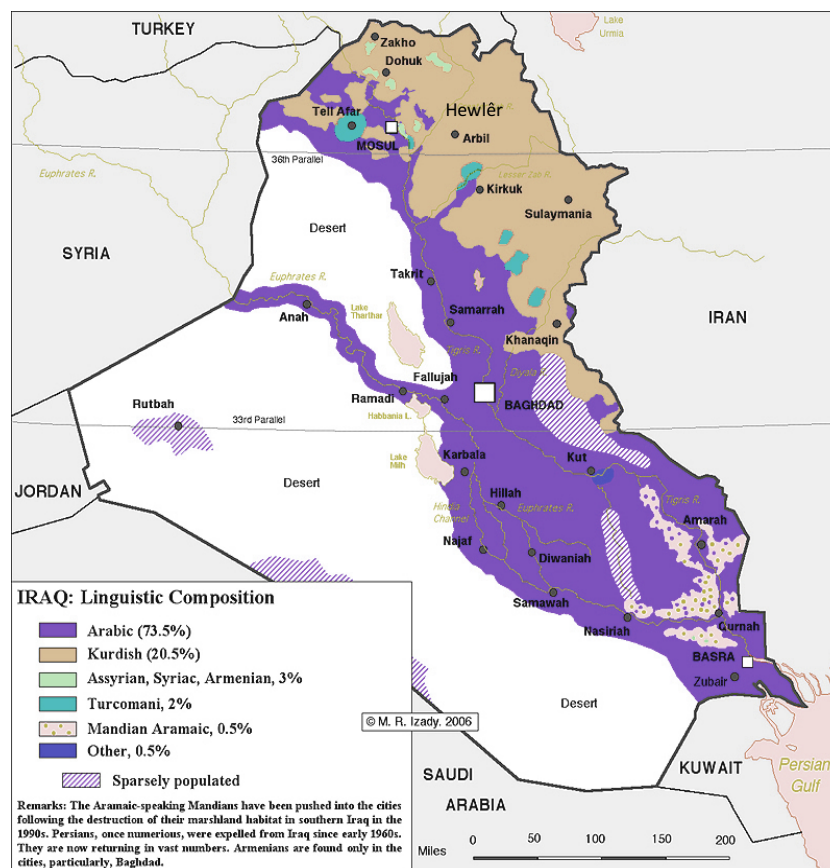 TURKEY
Lake
Urmia
Zakho
Dohuk
Hewlêr
Tell Afar
MOSUL
Arbil
36th Parallel
Lesser Zab R.
Euphrates R.
Kirkuk
Sulaymania
SYRIA
Desert
Takrit
Euphrates R.
Anah
Lake
Tharthar
Samarrah
IRAN
Khanaqin
Tigris R.
Diyala
Fallujah
Ramadi
BAGHDAD
Rutbah
Habbania L.
33rd Parallel
Karbala
Kut
Lake
Milh
JORDAN
Desert
Hillah
Euphrates R.
Tigris R.
Hindia
Channel
Amarah
Najaf
Diwaniah
Samawah
Nasiriah
Qurnah
BASRA
Zubair
Desert
IRAQ: Linguistic Composition
Arabic (73.5%)
Kurdish (20.5%)
Assyrian, Syriac, Armenian, 3%
Turcomani, 2%
Mandian Aramaic, 0.5%
Other, 0.5%
Sparsely populated
© M. R. Izady. 2006
Remarks: The Aramaic-speaking Mandians have been pushed into the cities
following the destruction of their marshland habitat in southern Iraq in the
1990s. Persians, once numerous, were expelled from Iraq since early 1960s.
They are now returning in vast numbers. Armenians are found only in the
cities, particularly, Baghdad.
SAUDI
ARABIA
KUWAIT
Persian
Gulf
Miles
0 50 100 150 200